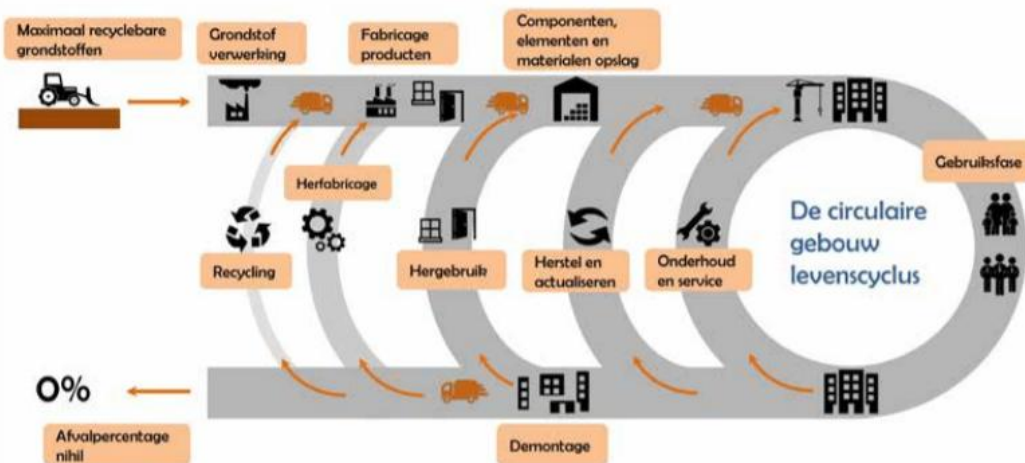 Maximaal recyclebare
grondstoffen
Grondstof
verwerking
Fabricage
producten
Componenten,
elementen en
materialen opslag
Gebruiksfase
Herfabricage
De circulaire
gebouw
levenscyclus
Recycling
Hergebruik
Herstel en
actualiseren
Onderhoud
en service
0%
Afvalpercentage
nihil
Demontage